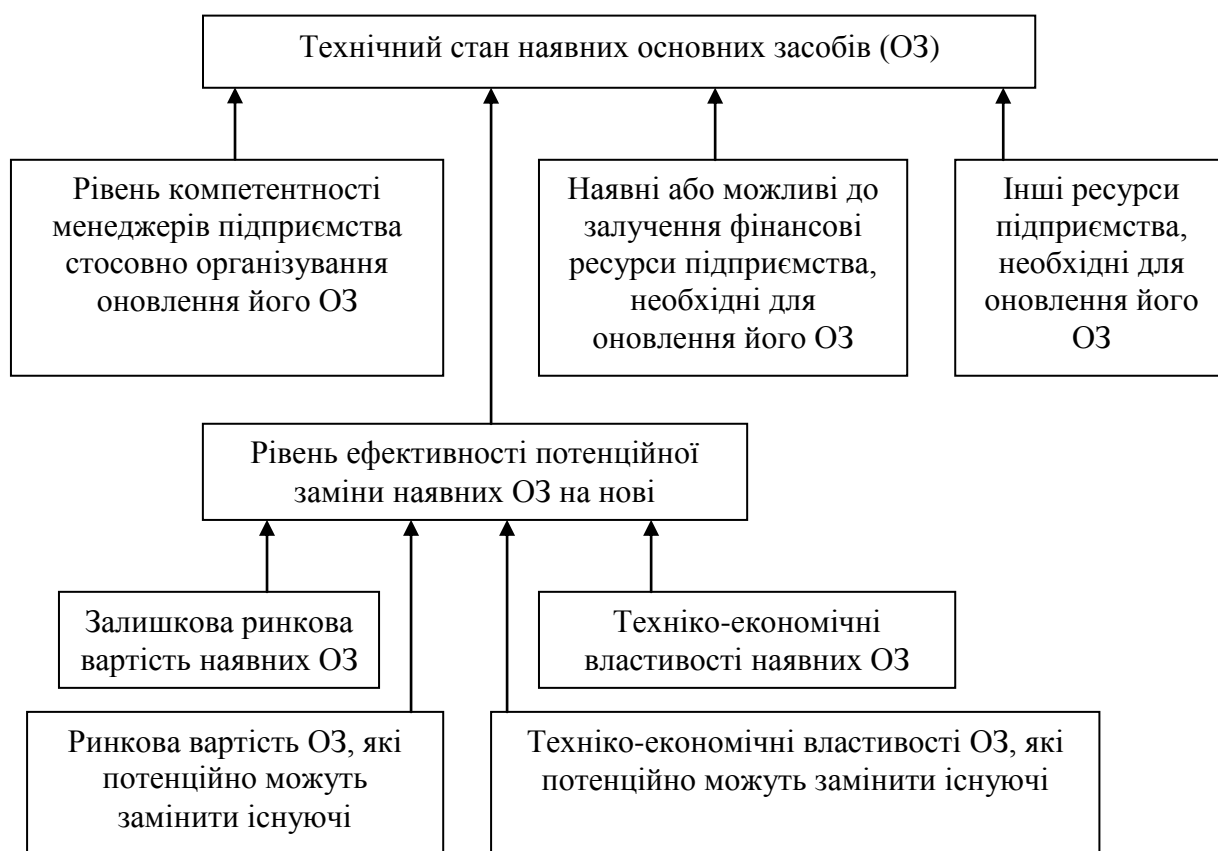 Технічний стан наявних основних засобів (ОЗ)
Рівень компетентності
менеджерів підприємства
стосовно організування
оновлення його ОЗ
Наявні або можливі до
залучення фінансові
ресурси підприємства,
необхідні для
оновлення його ОЗ
Інші ресурси
підприємства,
необхідні для
оновлення його
ОЗ
Рівень ефективності потенційної
заміни наявних ОЗ на нові
Залишкова ринкова
вартість наявних ОЗ
Техніко-економічні
властивості наявних ОЗ
Ринкова вартість ОЗ, які
потенційно можуть
замінити існуючі
Техніко-економічні властивості ОЗ, які
потенційно можуть замінити існуючі